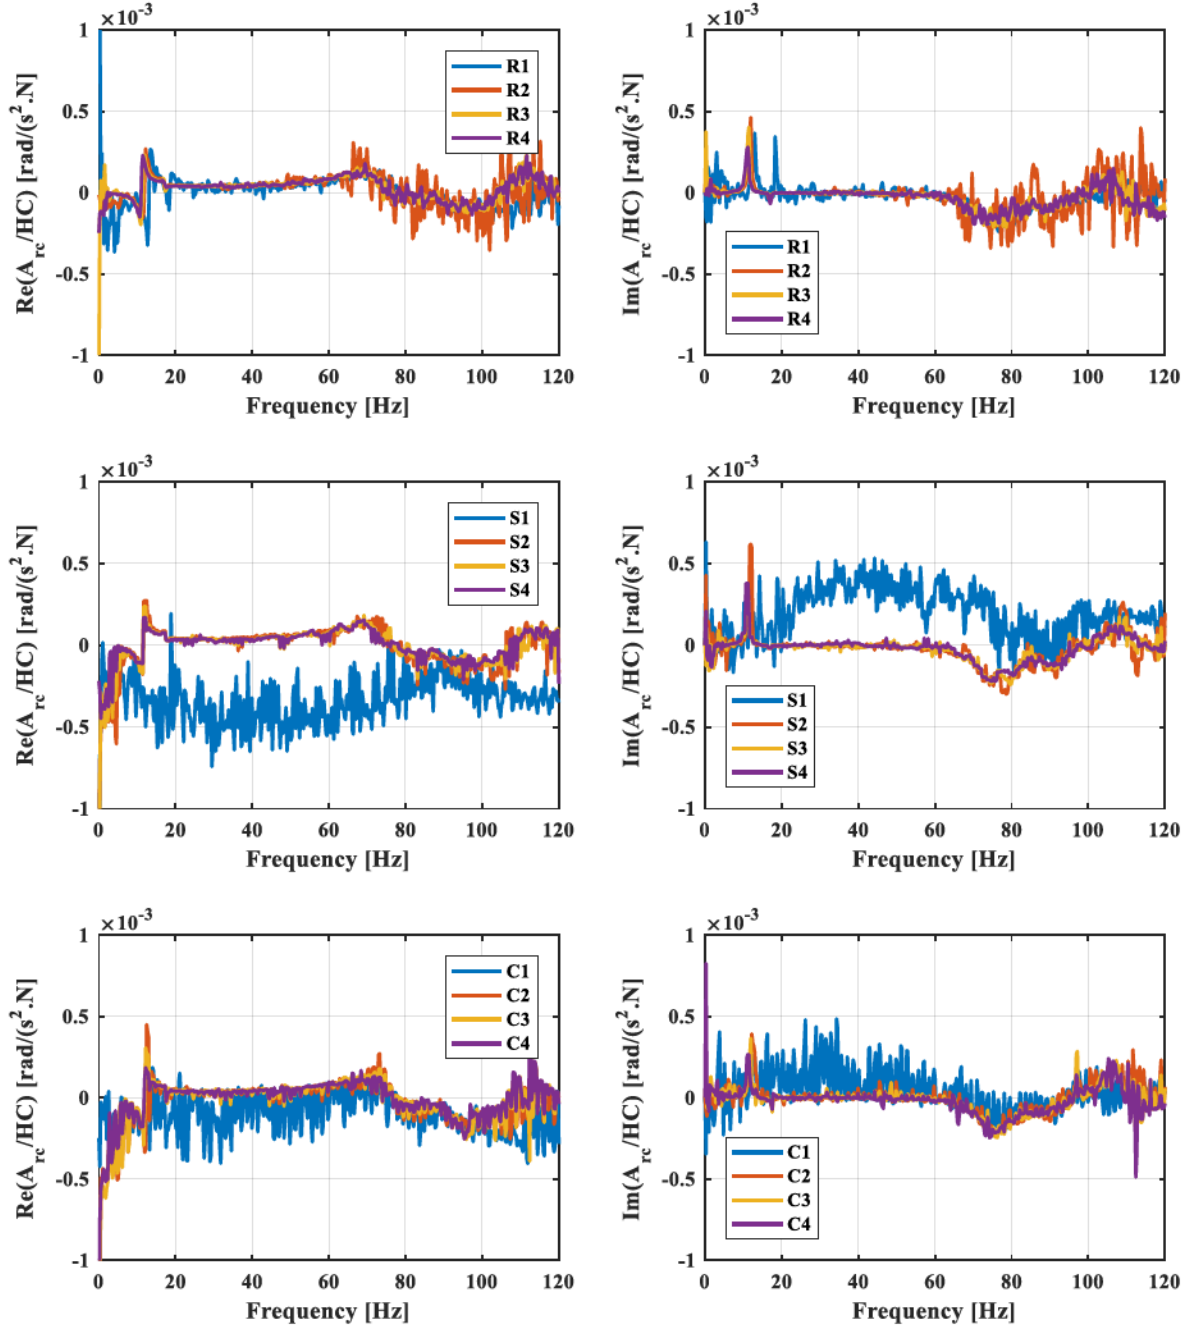 ×10⁻³
1
0.5
0
-0.5
-1
Re(A_rc/HC) [rad/(s².N]
R1
R2
R3
R4
0 20 40 60 80 100 120
Frequency [Hz]
×10⁻³
1
0.5
0
-0.5
-1
Im(A_rc/HC) [rad/(s².N]
R1
R2
R3
R4
0 20 40 60 80 100 120
Frequency [Hz]
×10⁻³
1
0.5
0
-0.5
-1
Re(A_rc/HC) [rad/(s².N]
S1
S2
S3
S4
0 20 40 60 80 100 120
Frequency [Hz]
×10⁻³
1
0.5
0
-0.5
-1
Im(A_rc/HC) [rad/(s².N]
S1
S2
S3
S4
0 20 40 60 80 100 120
Frequency [Hz]
×10⁻³
1
0.5
0
-0.5
-1
Re(A_rc/HC) [rad/(s².N]
C1
C2
C3
C4
0 20 40 60 80 100 120
Frequency [Hz]
×10⁻³
1
0.5
0
-0.5
-1
Im(A_rc/HC) [rad/(s².N]
C1
C2
C3
C4
0 20 40 60 80 100 120
Frequency [Hz]